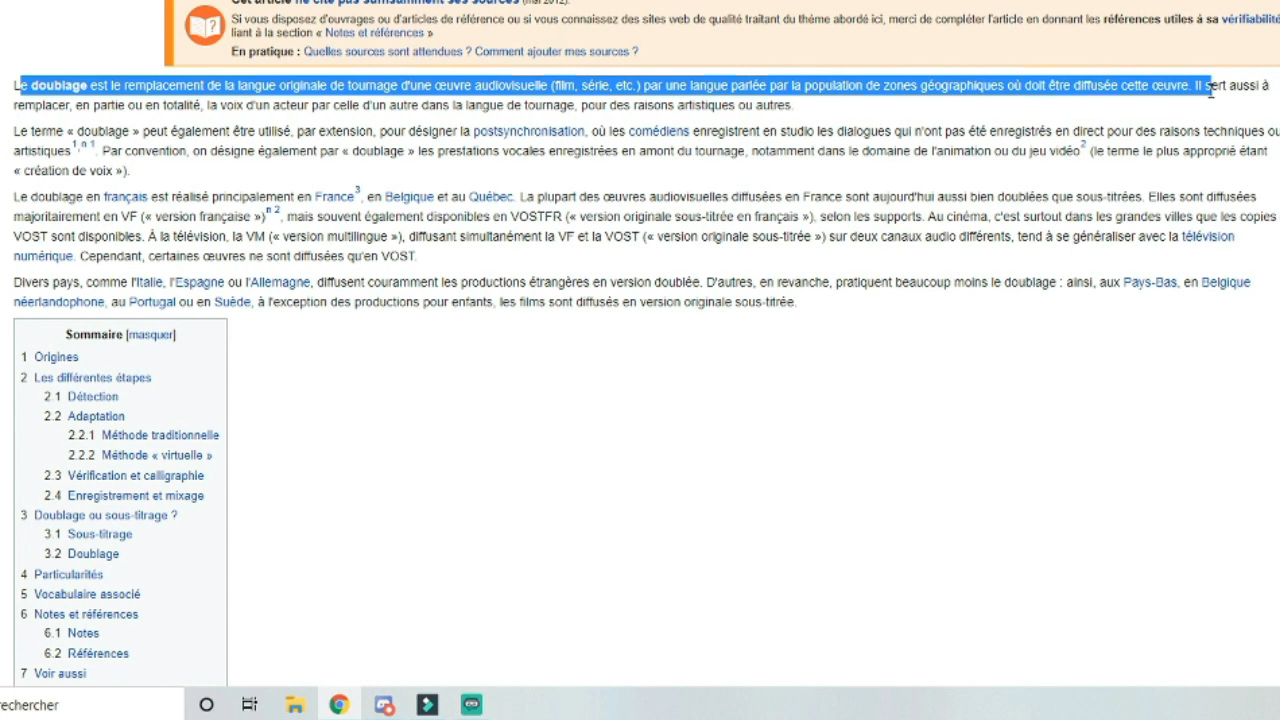 Cet article ne cite pas suffisamment ses sources (mai 2012).
Si vous disposez d'ouvrages ou d'articles de référence ou si vous connaissez des sites web de qualité traitant du thème abordé ici, merci de compléter l'article en donnant les références utiles à sa vérifiabilité
liant à la section « Notes et références »
En pratique : Quelles sources sont attendues ? Comment ajouter mes sources ?
Le doublage est le remplacement de la langue originale de tournage d'une œuvre audiovisuelle (film, série, etc.) par une langue parlée par la population de zones géographiques où doit être diffusée cette œuvre. Il sert aussi à
remplacer, en partie ou en totalité, la voix d'un acteur par celle d'un autre dans la langue de tournage, pour des raisons artistiques ou autres.
Le terme « doublage » peut également être utilisé, par extension, pour désigner la postsynchronisation, où les comédiens enregistrent en studio les dialogues qui n'ont pas été enregistrés en direct pour des raisons techniques ou
artistiques1,n 1. Par convention, on désigne également par « doublage » les prestations vocales enregistrées en amont du tournage, notamment dans le domaine de l'animation ou du jeu vidéo2 (le terme le plus approprié étant
« création de voix »).
Le doublage en français est réalisé principalement en France3, en Belgique et au Québec. La plupart des œuvres audiovisuelles diffusées en France sont aujourd'hui aussi bien doublées que sous-titrées. Elles sont diffusées
majoritairement en VF (« version française »)n 2, mais souvent également disponibles en VOSTFR (« version originale sous-titrée en français »), selon les supports. Au cinéma, c'est surtout dans les grandes villes que les copies
VOST sont disponibles. À la télévision, la VM (« version multilingue »), diffusant simultanément la VF et la VOST (« version originale sous-titrée ») sur deux canaux audio différents, tend à se généraliser avec la télévision
numérique. Cependant, certaines œuvres ne sont diffusées qu'en VOST.
Divers pays, comme l'Italie, l'Espagne ou l'Allemagne, diffusent couramment les productions étrangères en version doublée. D'autres, en revanche, pratiquent beaucoup moins le doublage : ainsi, aux Pays-Bas, en Belgique
néerlandophone, au Portugal ou en Suède, à l'exception des productions pour enfants, les films sont diffusés en version originale sous-titrée.
Sommaire [masquer]
1 Origines
2 Les différentes étapes
2.1 Détection
2.2 Adaptation
2.2.1 Méthode traditionnelle
2.2.2 Méthode « virtuelle »
2.3 Vérification et calligraphie
2.4 Enregistrement et mixage
3 Doublage ou sous-titrage ?
3.1 Sous-titrage
3.2 Doublage
4 Particularités
5 Vocabulaire associé
6 Notes et références
6.1 Notes
6.2 Références
7 Voir aussi
rechercher